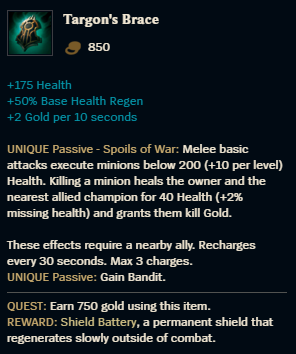 Targon's Brace
850
+175 Health
+50% Base Health Regen
+2 Gold per 10 seconds
UNIQUE Passive - Spoils of War: Melee basic
attacks execute minions below 200 (+10 per level)
Health. Killing a minion heals the owner and the
nearest allied champion for 40 Health (+2%
missing health) and grants them kill Gold.
These effects require a nearby ally. Recharges
every 30 seconds. Max 3 charges.
UNIQUE Passive: Gain Bandit.
QUEST: Earn 750 gold using this item.
REWARD: Shield Battery, a permanent shield that
regenerates slowly outside of combat.